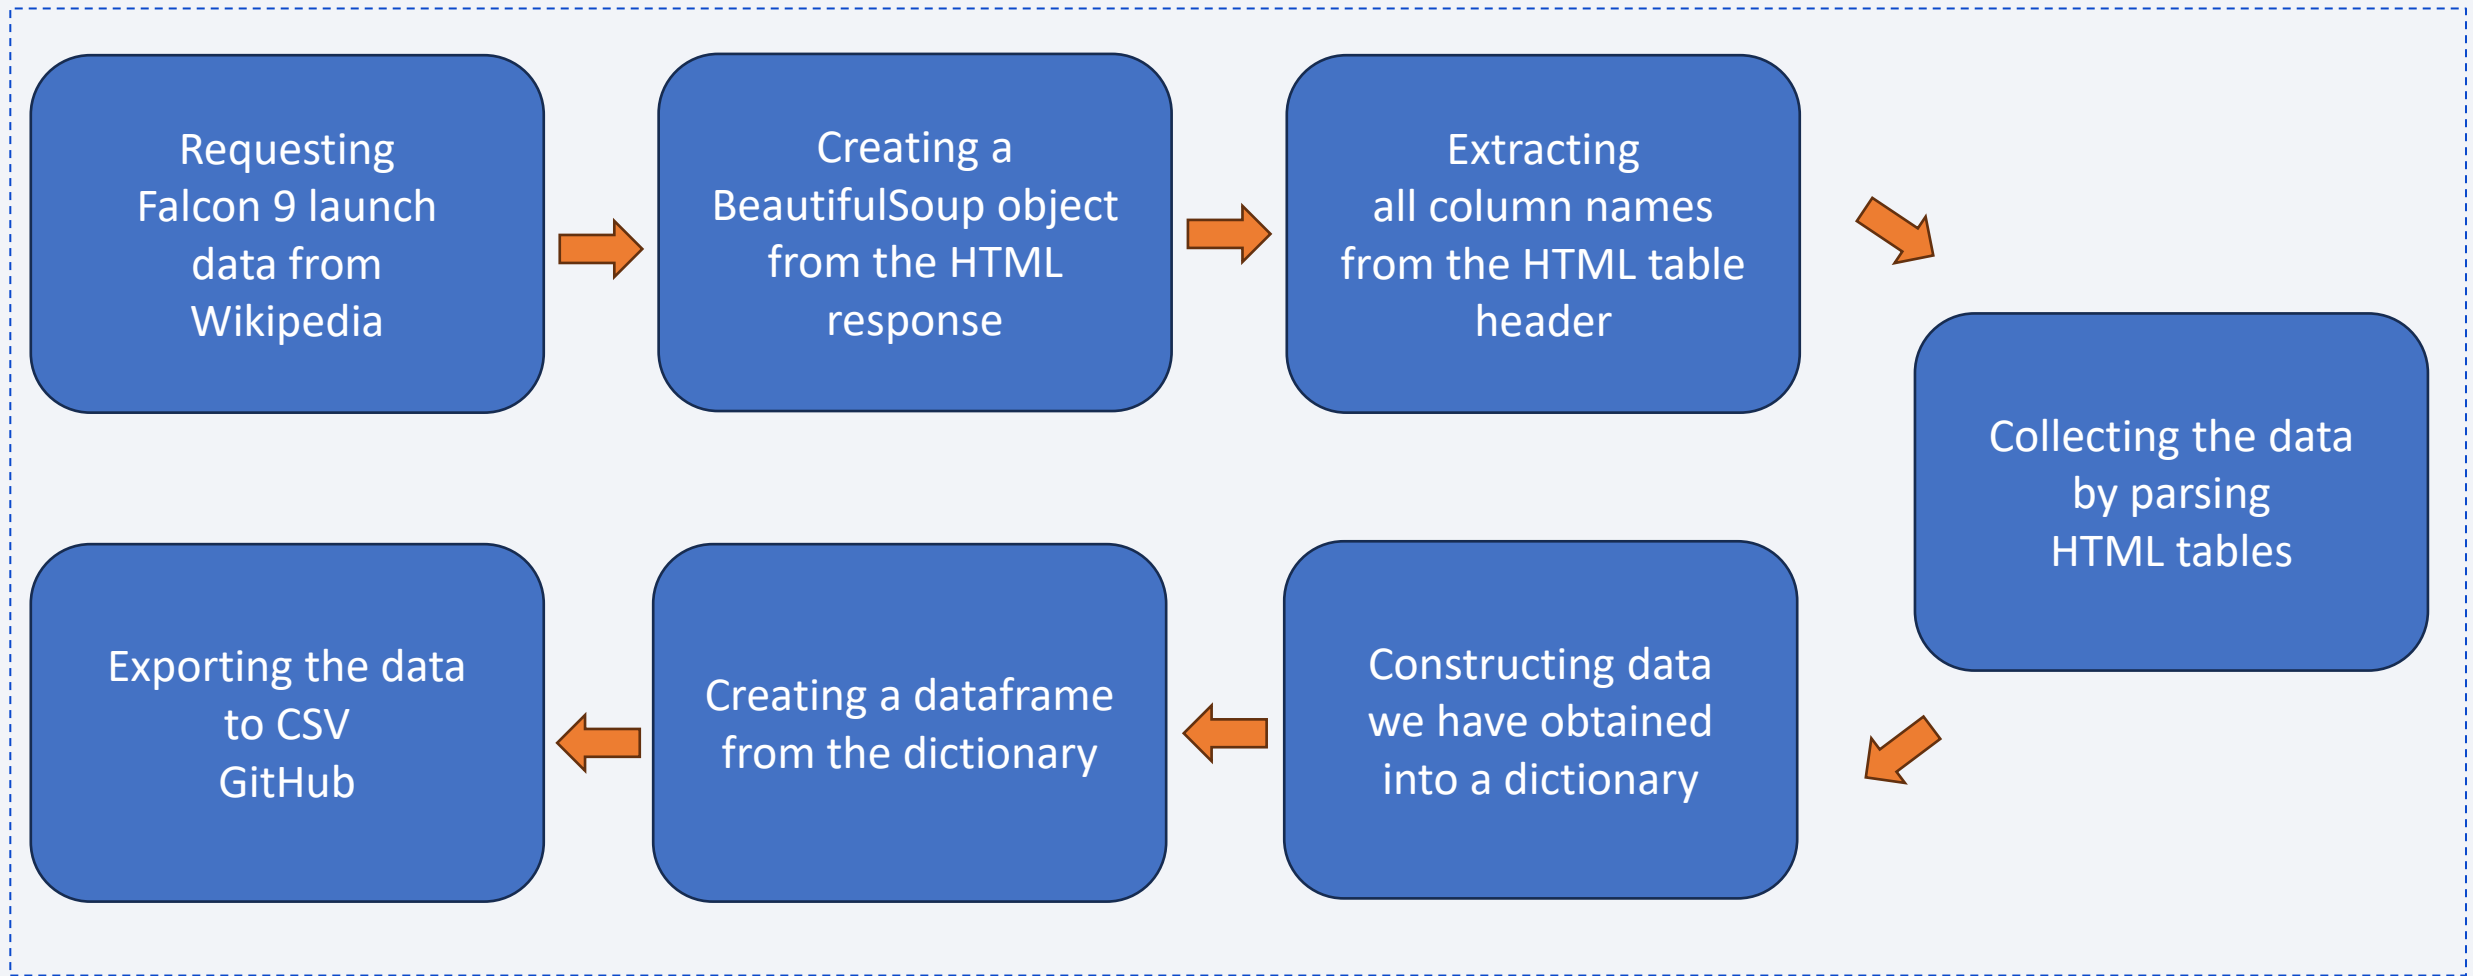 Requesting
Falcon 9 launch
data from
Wikipedia
Creating a
BeautifulSoup object
from the HTML
response
Extracting
all column names
from the HTML table
header
Collecting the data
by parsing
HTML tables
Constructing data
we have obtained
into a dictionary
Creating a dataframe
from the dictionary
Exporting the data
to CSV
GitHub